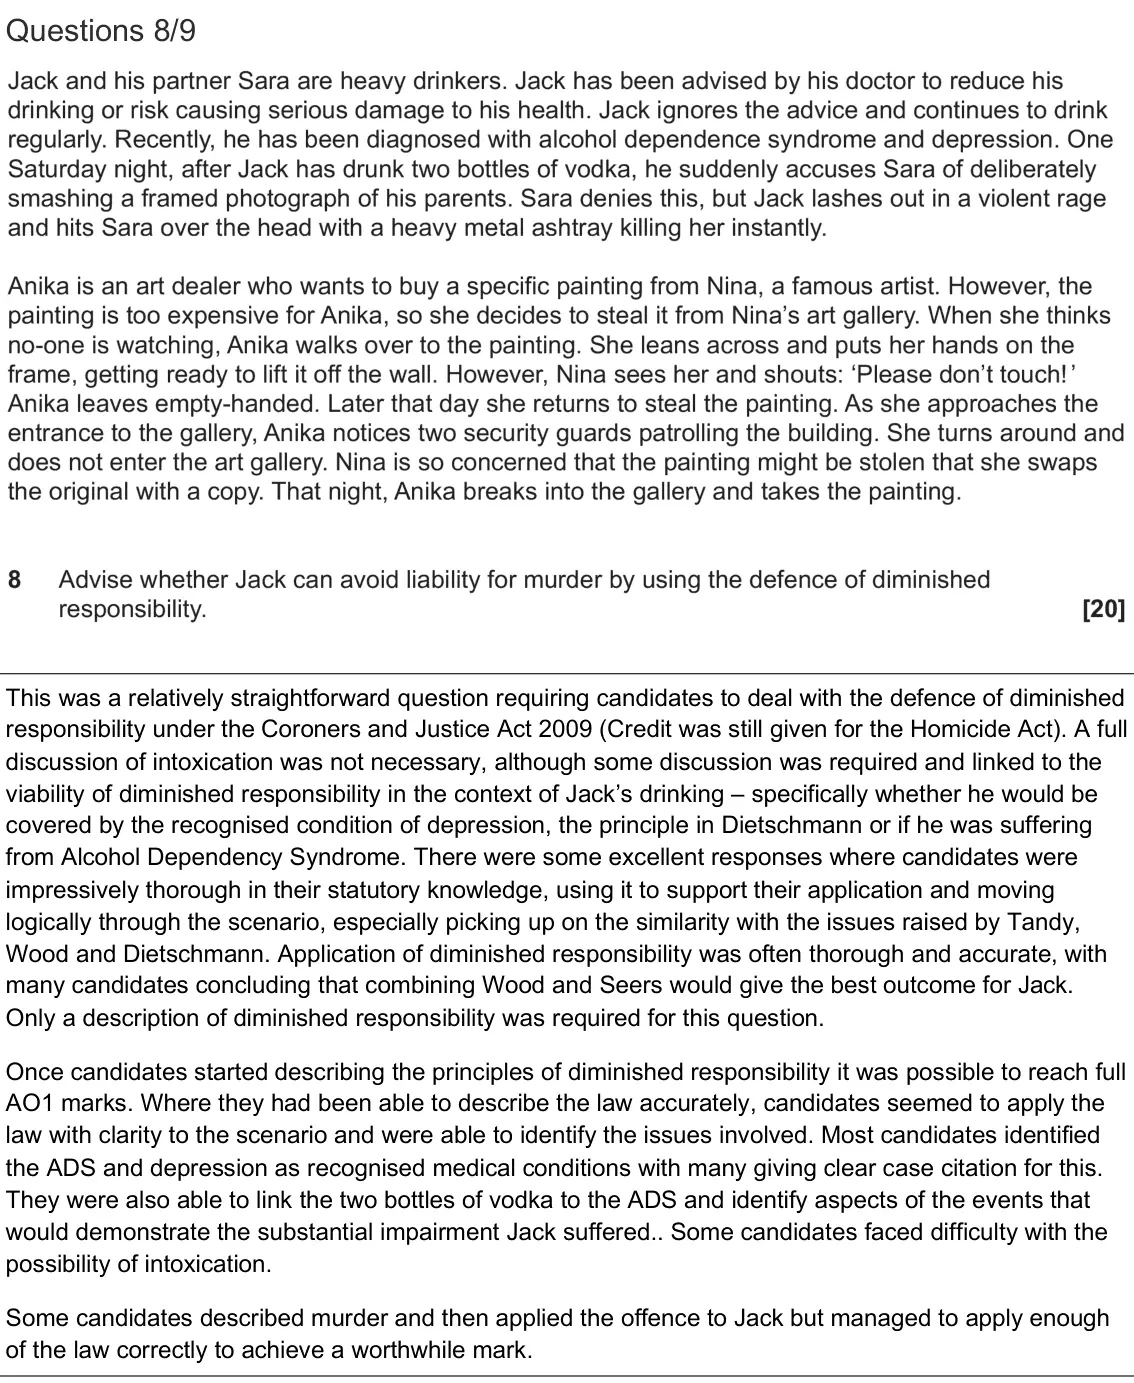 Questions 8/9
Jack and his partner Sara are heavy drinkers. Jack has been advised by his doctor to reduce his
drinking or risk causing serious damage to his health. Jack ignores the advice and continues to drink
regularly. Recently, he has been diagnosed with alcohol dependence syndrome and depression. One
Saturday night, after Jack has drunk two bottles of vodka, he suddenly accuses Sara of deliberately
smashing a framed photograph of his parents. Sara denies this, but Jack lashes out in a violent rage
and hits Sara over the head with a heavy metal ashtray killing her instantly.
Anika is an art dealer who wants to buy a specific painting from Nina, a famous artist. However, the
painting is too expensive for Anika, so she decides to steal it from Nina's art gallery. When she thinks
no-one is watching, Anika walks over to the painting. She leans across and puts her hands on the
frame, getting ready to lift it off the wall. However, Nina sees her and shouts: 'Please don't touch!'
Anika leaves empty-handed. Later that day she returns to steal the painting. As she approaches the
entrance to the gallery, Anika notices two security guards patrolling the building. She turns around and
does not enter the art gallery. Nina is so concerned that the painting might be stolen that she swaps
the original with a copy. That night, Anika breaks into the gallery and takes the painting.
8 Advise whether Jack can avoid liability for murder by using the defence of diminished
responsibility. [20]
This was a relatively straightforward question requiring candidates to deal with the defence of diminished
responsibility under the Coroners and Justice Act 2009 (Credit was still given for the Homicide Act). A full
discussion of intoxication was not necessary, although some discussion was required and linked to the
viability of diminished responsibility in the context of Jack's drinking – specifically whether he would be
covered by the recognised condition of depression, the principle in Dietschmann or if he was suffering
from Alcohol Dependency Syndrome. There were some excellent responses where candidates were
impressively thorough in their statutory knowledge, using it to support their application and moving
logically through the scenario, especially picking up on the similarity with the issues raised by Tandy,
Wood and Dietschmann. Application of diminished responsibility was often thorough and accurate, with
many candidates concluding that combining Wood and Seers would give the best outcome for Jack.
Only a description of diminished responsibility was required for this question.
Once candidates started describing the principles of diminished responsibility it was possible to reach full
AO1 marks. Where they had been able to describe the law accurately, candidates seemed to apply the
law with clarity to the scenario and were able to identify the issues involved. Most candidates identified
the ADS and depression as recognised medical conditions with many giving clear case citation for this.
They were also able to link the two bottles of vodka to the ADS and identify aspects of the events that
would demonstrate the substantial impairment Jack suffered.. Some candidates faced difficulty with the
possibility of intoxication.
Some candidates described murder and then applied the offence to Jack but managed to apply enough
of the law correctly to achieve a worthwhile mark.